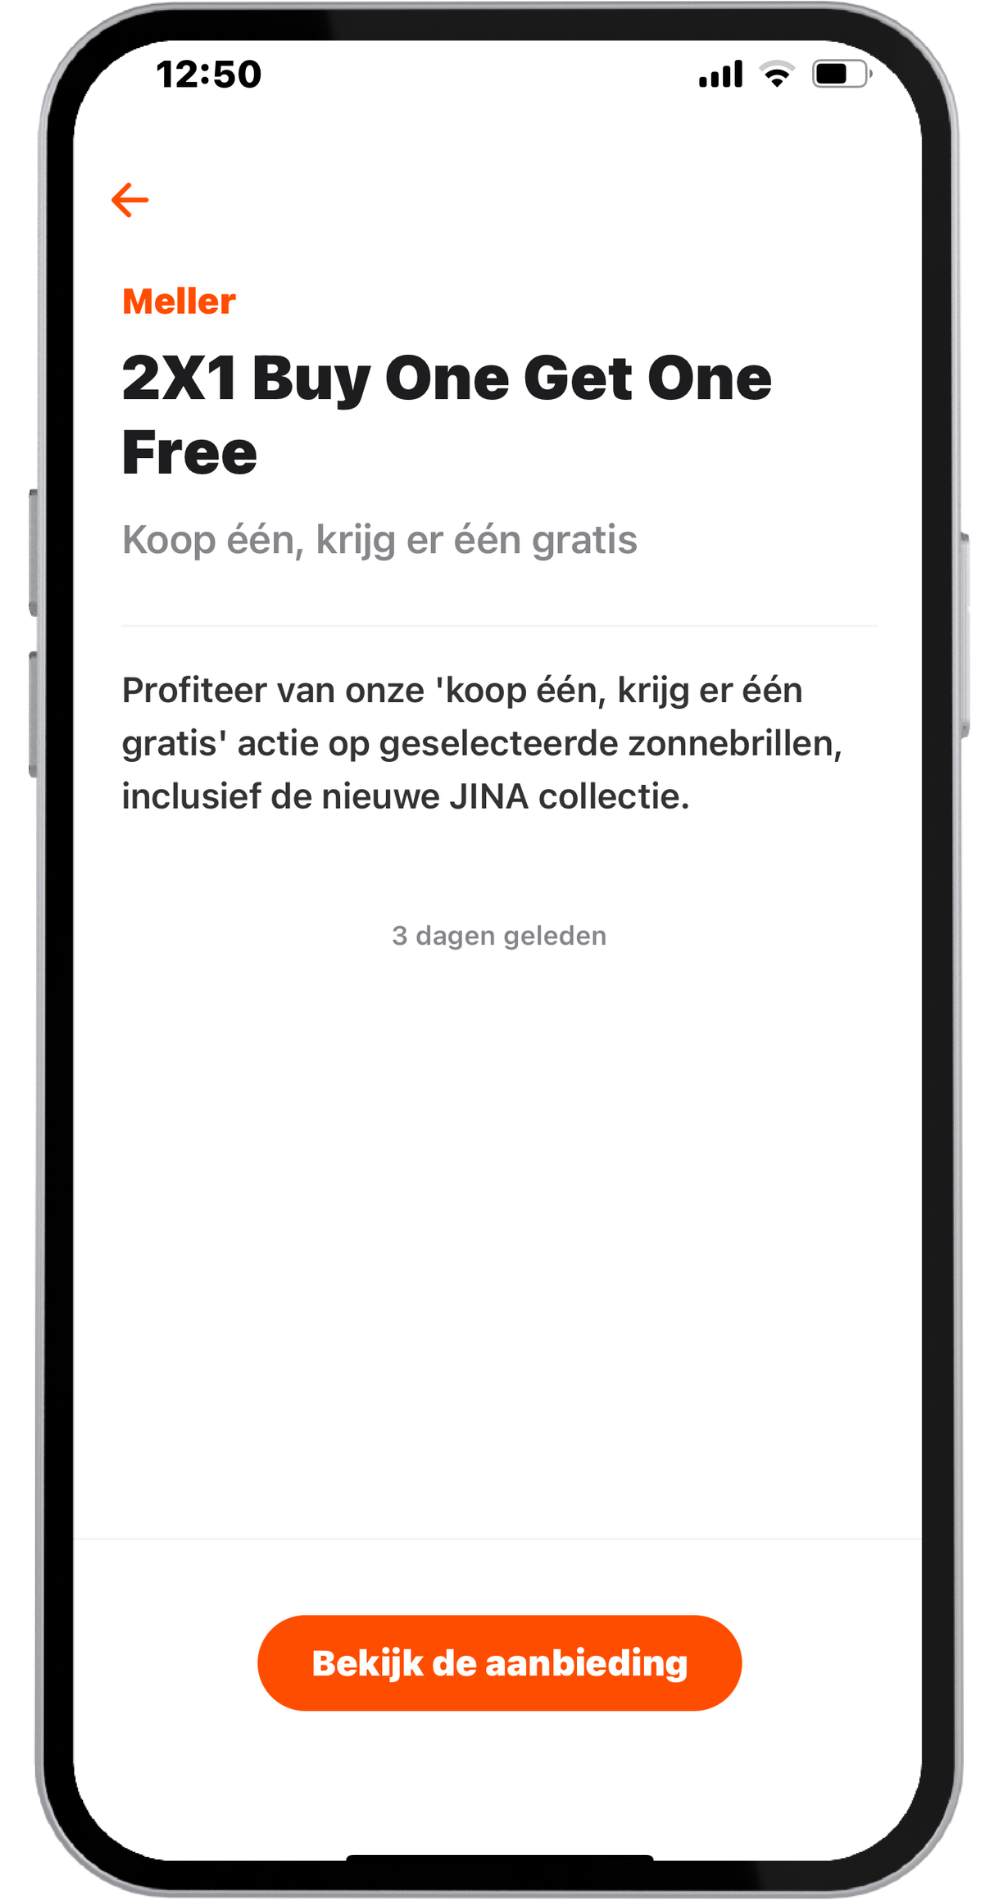 12:50
Meller
2X1 Buy One Get One
Free
Koop één, krijg er één gratis
Profiteer van onze 'koop één, krijg er één
gratis' actie op geselecteerde zonnebrillen,
inclusief de nieuwe JINA collectie.
3 dagen geleden
Bekijk de aanbieding